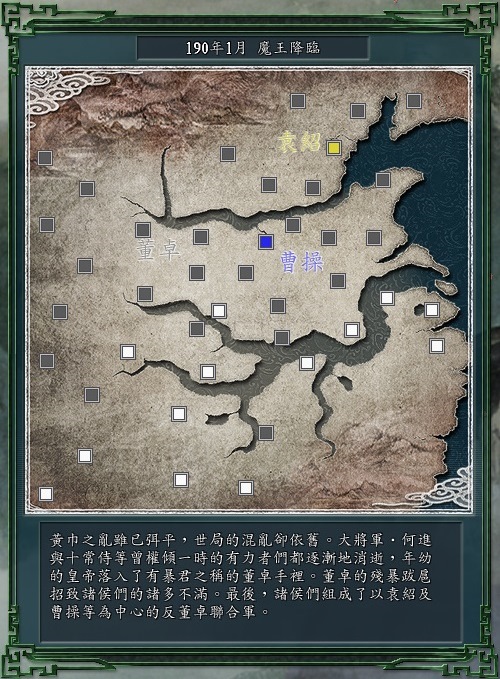 190年1月 魔王降臨
袁紹
董卓
曹操
黃巾之亂雖已弭平，世局的混亂卻依舊。大將軍·何進
與十常侍等曾權傾一時的有力者們都逐漸地消逝，年幼
的皇帝落入了有暴君之稱的董卓手裡。董卓的殘暴跋扈
招致諸侯們的諸多不滿。最後，諸侯們組成了以袁紹及
曹操等為中心的反董卓聯合軍。